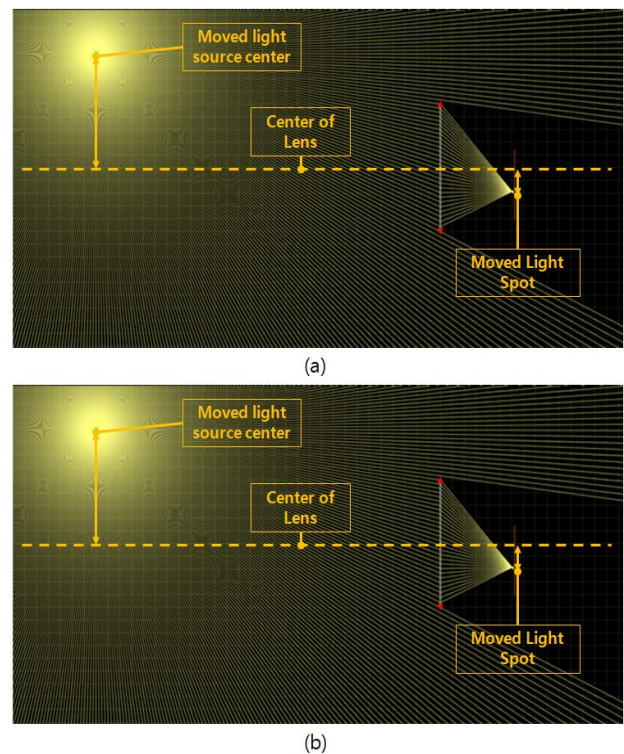 Moved light
source center
Center of
Lens
Moved Light
Spot
(a)
Moved light
source center
Center of
Lens
Moved Light
Spot
(b)